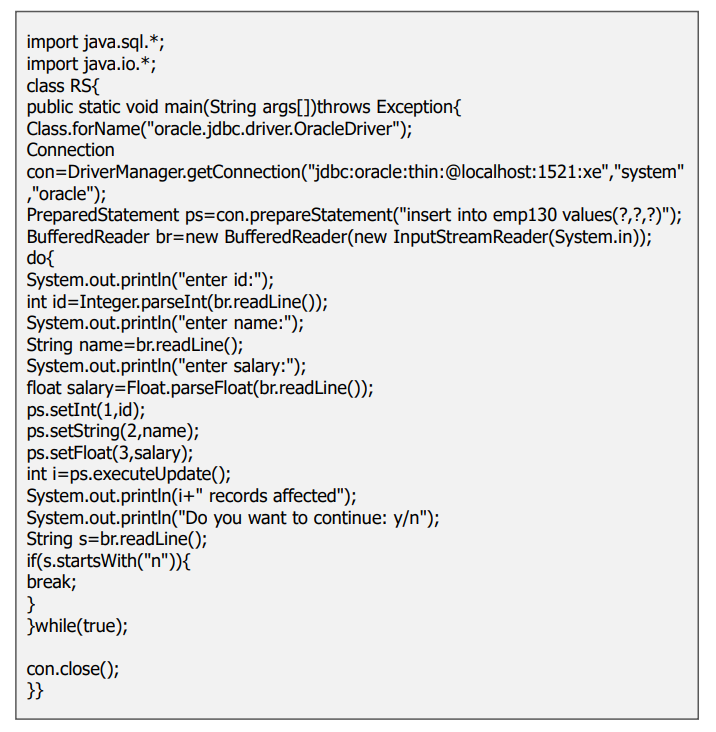 import java.sql.*;
import java.io.*;
class RS{
public static void main(String args[])throws Exception{
Class.forName("oracle.jdbc.driver.OracleDriver");
Connection
con=DriverManager.getConnection("jdbc:oracle:thin:@localhost:1521:xe","system"
,"oracle");
PreparedStatement ps=con.prepareStatement("insert into emp130 values(?,?,?)");
BufferedReader br=new BufferedReader(new InputStreamReader(System.in));
do{
System.out.println("enter id:");
int id=Integer.parseInt(br.readLine());
System.out.println("enter name:");
String name=br.readLine();
System.out.println("enter salary:");
float salary=Float.parseFloat(br.readLine());
ps.setInt(1,id);
ps.setString(2,name);
ps.setFloat(3,salary);
int i=ps.executeUpdate();
System.out.println(i+" records affected");
System.out.println("Do you want to continue: y/n");
String s=br.readLine();
if(s.startsWith("n")){
break;
}
}while(true);
con.close();
}}